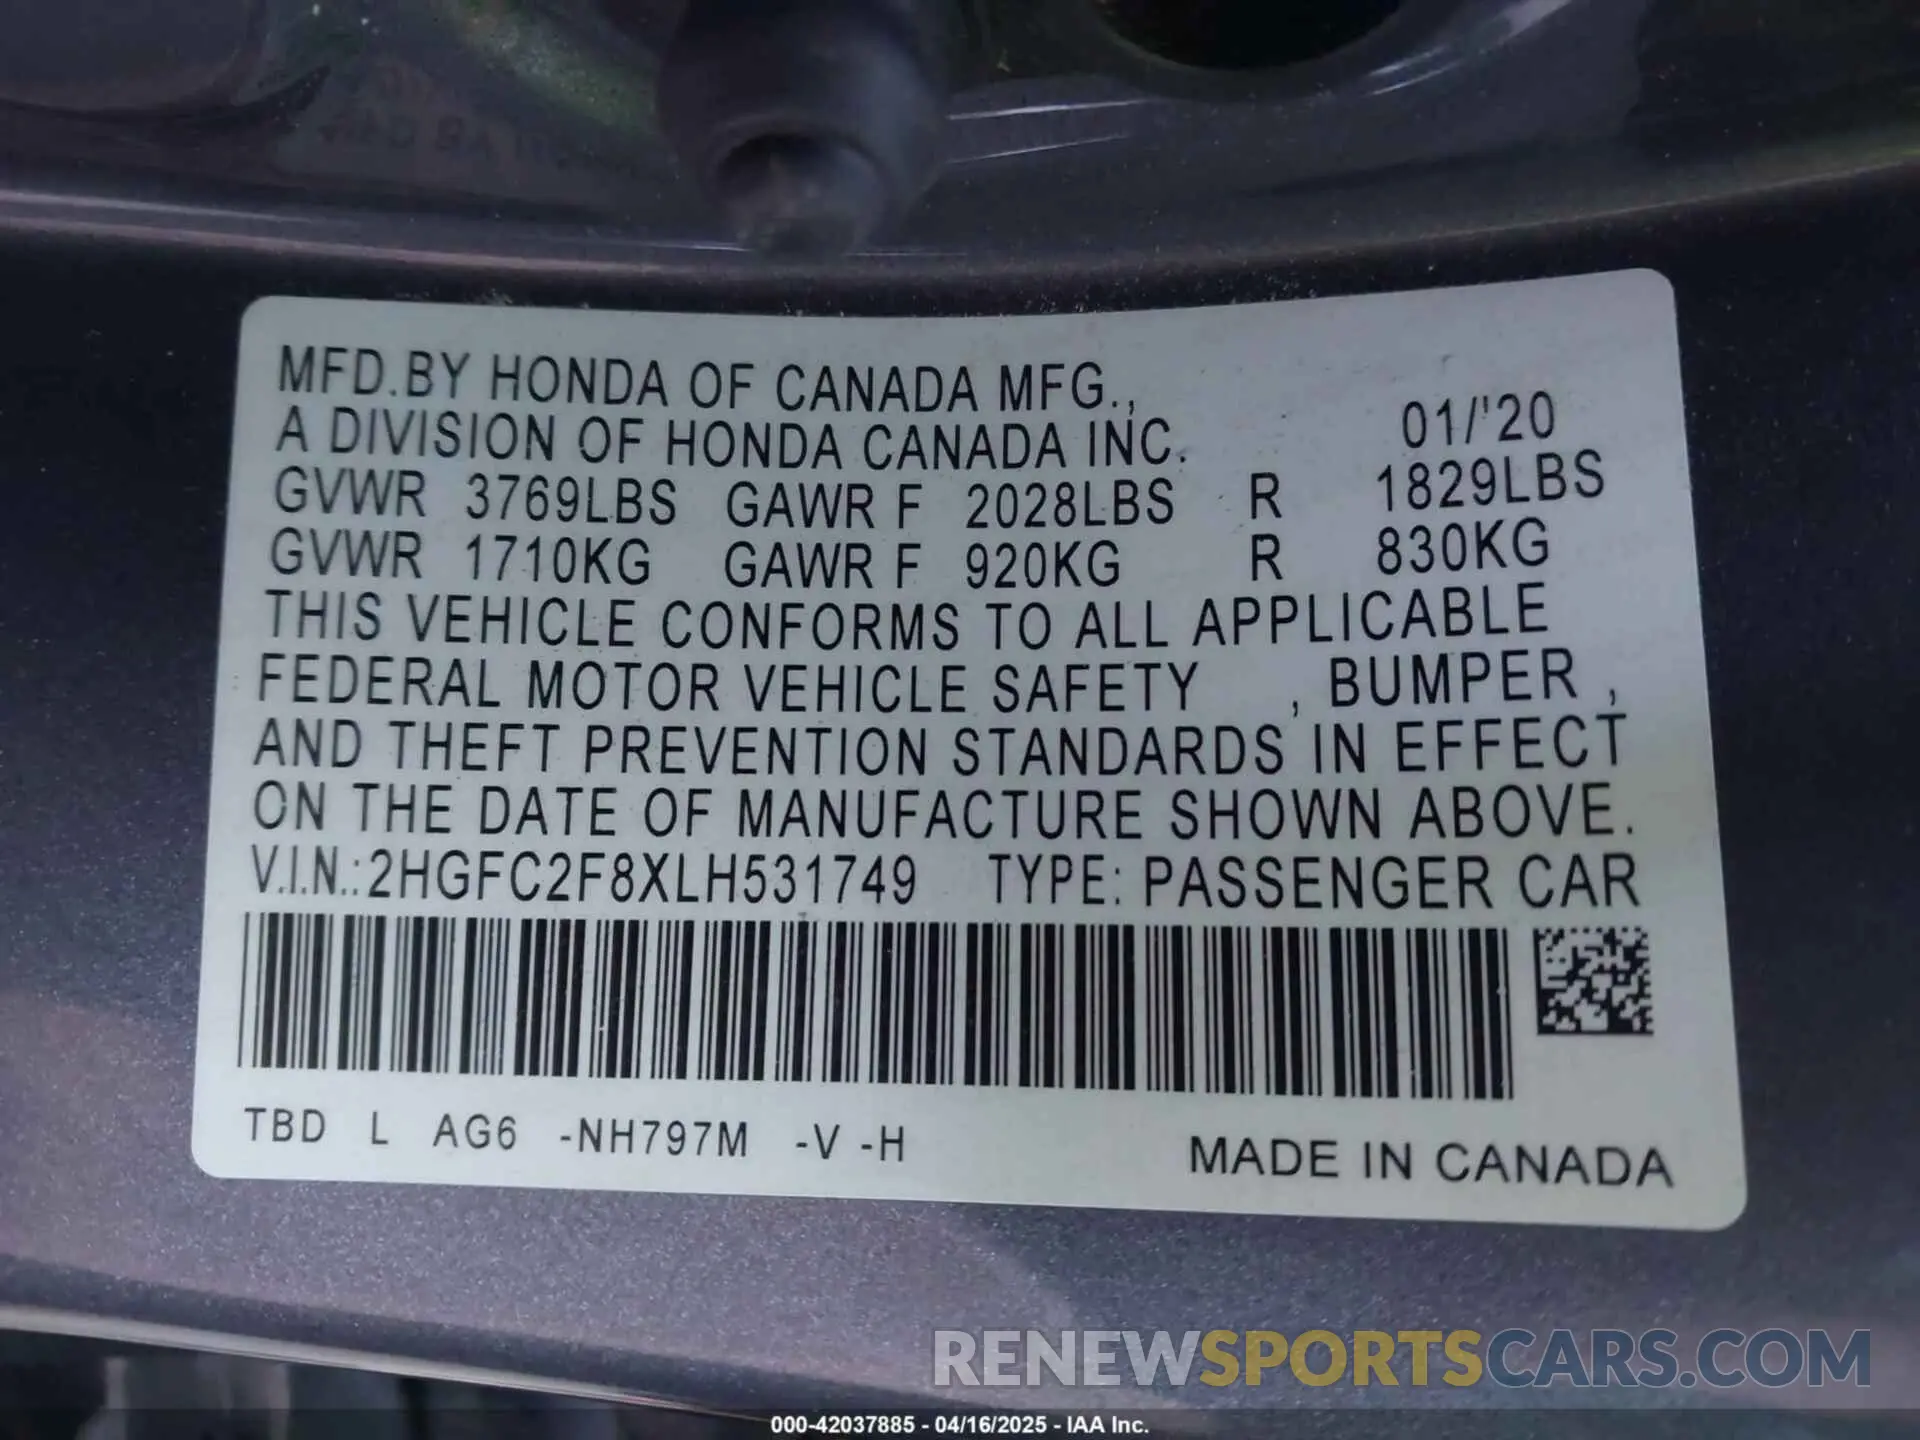 MFD.BY HONDA OF CANADA MFG.,
A DIVISION OF HONDA CANADA INC. 01/'20
GVWR 3769LBS GAWR F 2028LBS R 1829LBS
GVWR 1710KG GAWR F 920KG R 830KG
THIS VEHICLE CONFORMS TO ALL APPLICABLE
FEDERAL MOTOR VEHICLE SAFETY , BUMPER ,
AND THEFT PREVENTION STANDARDS IN EFFECT
ON THE DATE OF MANUFACTURE SHOWN ABOVE.
V.I.N.:2HGFC2F8XLH531749 TYPE: PASSENGER CAR
TBD L AG6 -NH797M -V -H
MADE IN CANADA
RENEWSPORTSCARS.COM
000-42037885 - 04/16/2025 - IAA Inc.